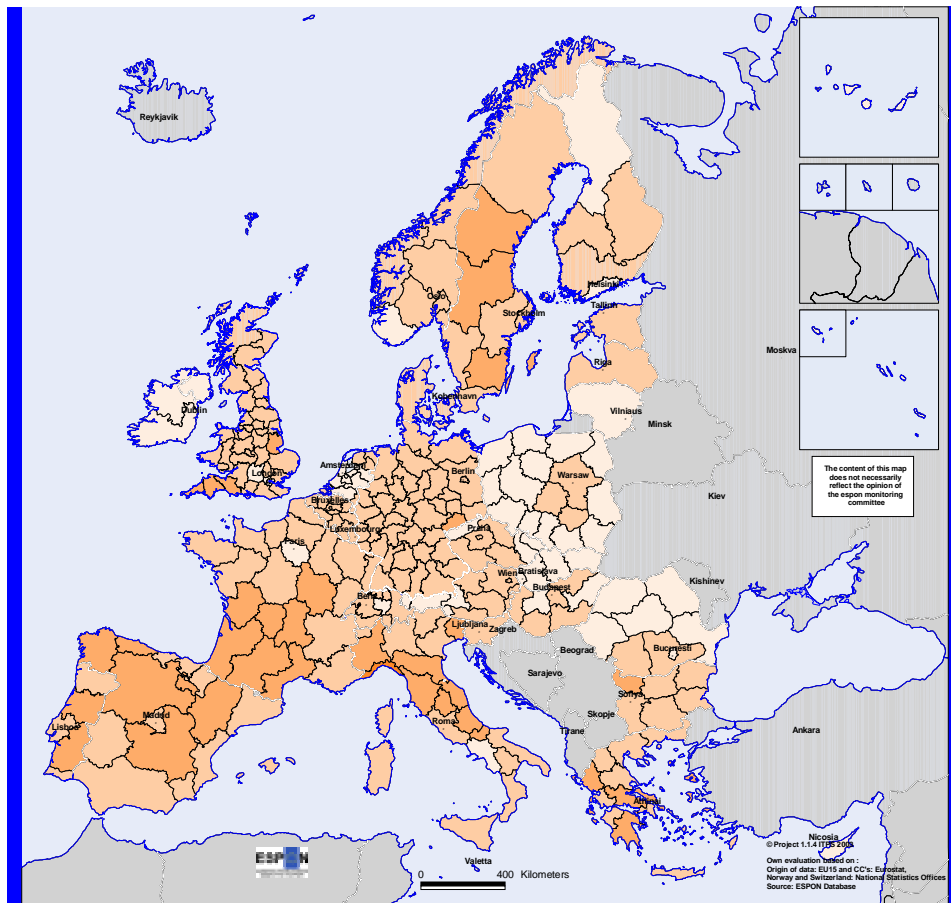 Reykjavik
Oslo
Helsinki
Tallinn
Stockholm
Moskva
Riga
København
Dublin
Vilnius
Minsk
London
Amsterdam
Berlin
Warsaw
The content of this map
does not necessarily
reflect the opinion of
the espon monitoring
committee
Bruxelles
Kiev
Luxembourg
Praha
Paris
Wien
Bratislava
Kishinev
Bern
Budapest
Ljubljana
Zagreb
Beograd
Bucuresti
Sarajevo
Sofiya
Madrid
Lisboa
Roma
Skopje
Tirane
Ankara
Athinai
Nicosia
© Project 1.1.4 ITPS
ESPON
Valetta
Own evaluation based on :
Origin of data: EU15 and CC's: Eurostat,
Norway and Switzerland: National Statistics Offices
Source: ESPON Database
0 400 Kilometers